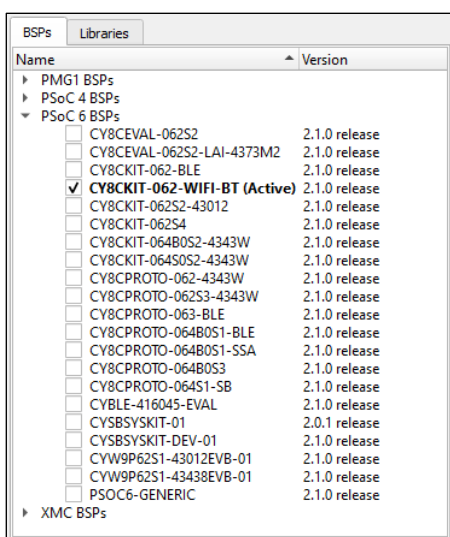 BSPs Libraries
Name Version
PMG1 BSPs
PSoC 4 BSPs
PSoC 6 BSPs
CY8CEVAL-062S2 2.1.0 release
CY8CEVAL-062S2-LAI-4373M2 2.1.0 release
CY8CKIT-062-BLE 2.1.0 release
CY8CKIT-062-WIFI-BT (Active) 2.1.0 release
CY8CKIT-062S2-43012 2.1.0 release
CY8CKIT-062S4 2.1.0 release
CY8CKIT-064B0S2-4343W 2.1.0 release
CY8CKIT-064S0S2-4343W 2.1.0 release
CY8CPROTO-062-4343W 2.1.0 release
CY8CPROTO-062S3-4343W 2.1.0 release
CY8CPROTO-063-BLE 2.1.0 release
CY8CPROTO-064B0S1-BLE 2.1.0 release
CY8CPROTO-064B0S1-SSA 2.1.0 release
CY8CPROTO-064B0S3 2.1.0 release
CY8CPROTO-064S1-SB 2.1.0 release
CYBLE-416045-EVAL 2.1.0 release
CYSBSYSKIT-01 2.0.1 release
CYSBSYSKIT-DEV-01 2.1.0 release
CYW9P62S1-43012EVB-01 2.1.0 release
CYW9P62S1-43438EVB-01 2.1.0 release
PSOC6-GENERIC 2.1.0 release
XMC BSPs